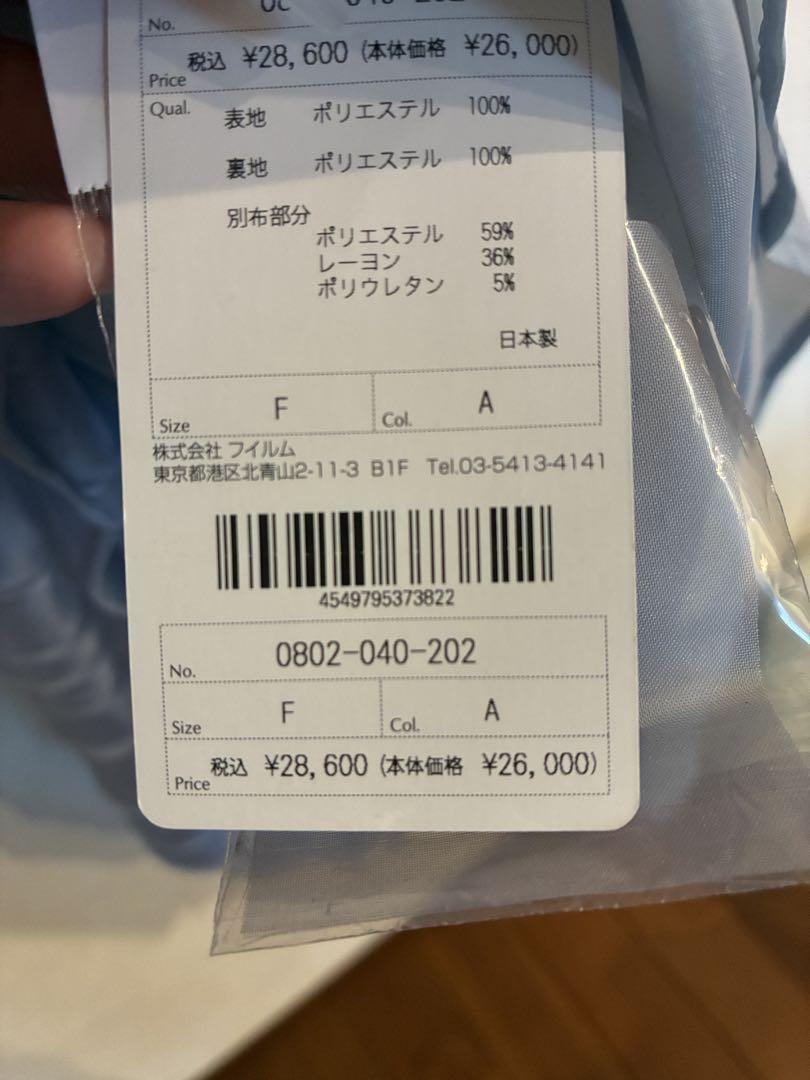 No.
税込 ¥28,600 (本体価格 ¥26,000)
Price
Qual.
表地 ポリエステル 100%
裏地 ポリエステル 100%
別布部分
ポリエステル 59%
レーヨン 36%
ポリウレタン 5%
日本製
Size F Col. A
株式会社 フイルム
東京都港区北青山2-11-3 B1F Tel.03-5413-4141
4549795373822
No. 0802-040-202
Size F Col. A
税込 ¥28,600 (本体価格 ¥26,000)
Price